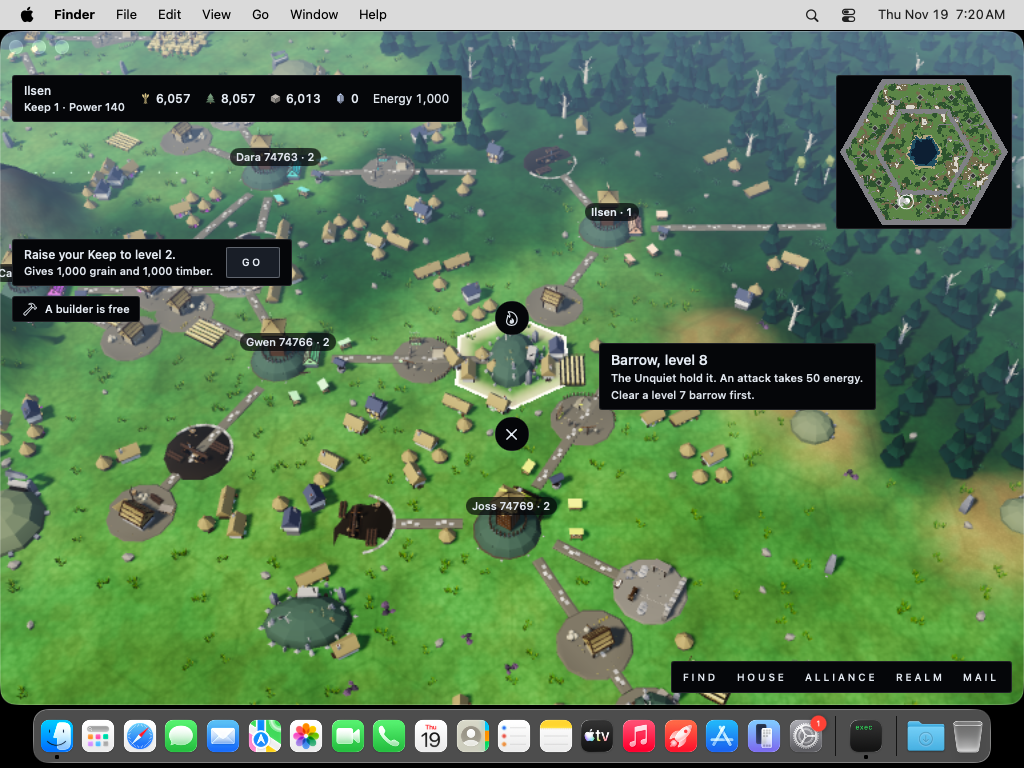 Finder File Edit View Go Window Help Thu Nov 19 7:20 AM
Ilsen
Keep 1 · Power 140
6,057 8,057 6,013 0 Energy 1,000
Dara 74763 · 2
Ilsen · 1
Raise your Keep to level 2.
Gives 1,000 grain and 1,000 timber.
GO
Ca
A builder is free
Gwen 74766 · 2
Barrow, level 8
The Unquiet hold it. An attack takes 50 energy.
Clear a level 7 barrow first.
Joss 74769 · 2
FIND HOUSE ALLIANCE REALM MAIL
Thu
19
tv
1
exec